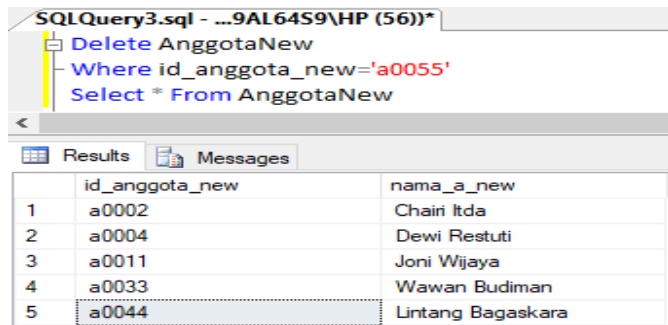 SQLQuery3.sql - ...9AL64S9\HP (56))*
Delete AnggotaNew
Where id_anggota_new='a0055'
Select * From AnggotaNew
Results Messages
id_anggota_new nama_a_new
1 a0002 Chairi Itda
2 a0004 Dewi Restuti
3 a0011 Joni Wijaya
4 a0033 Wawan Budiman
5 a0044 Lintang Bagaskara